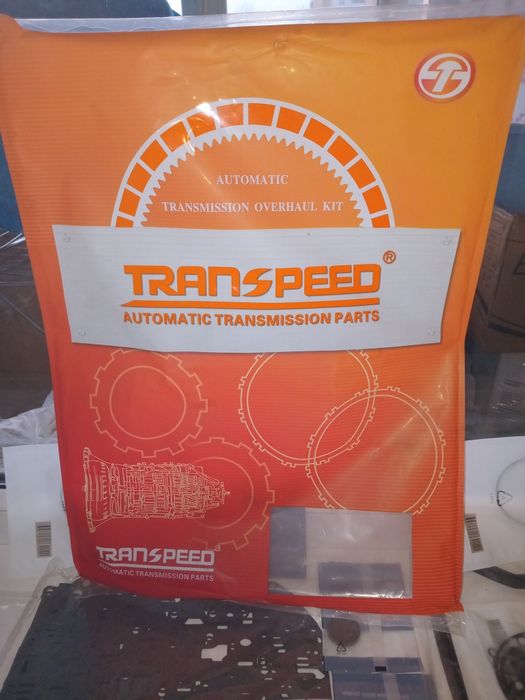 AUTOMATIC
TRANSMISSION OVERHAUL KIT
TRANSPEED®
AUTOMATIC TRANSMISSION PARTS
TRANSPEED®
AUTOMATIC TRANSMISSION PARTS